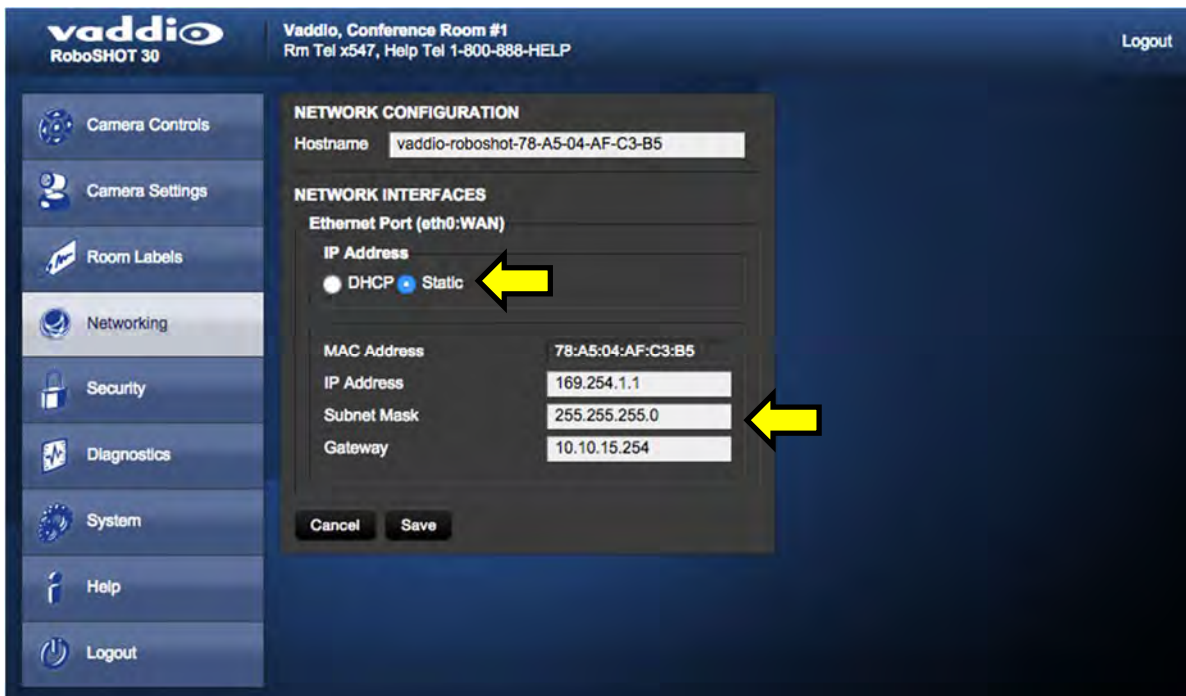 vaddio
RoboSHOT 30
Vaddio, Conference Room #1
Rm Tel x547, Help Tel 1-800-888-HELP
Logout
Camera Controls
Camera Settings
Room Labels
Networking
Security
Diagnostics
System
Help
Logout
NETWORK CONFIGURATION
Hostname vaddio-roboshot-78-A5-04-AF-C3-B5
NETWORK INTERFACES
Ethernet Port (eth0:WAN)
IP Address
DHCP Static
MAC Address 78:A5:04:AF:C3:B5
IP Address 169.254.1.1
Subnet Mask 255.255.255.0
Gateway 10.10.15.254
Cancel Save